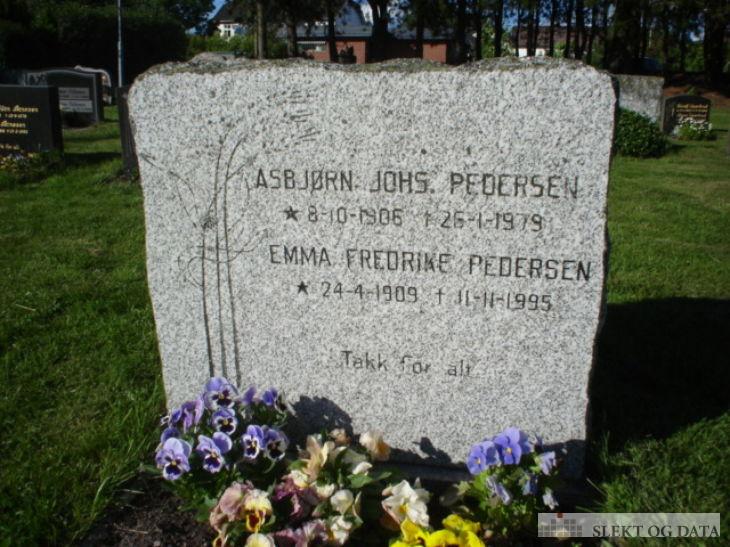 ASBJØRN JOHS. PEDERSEN
★ 8-10-1906 † 26-1-1979
EMMA FREDRIKE PEDERSEN
★ 24-4-1909 † 11-11-1995
Takk for alt
SLEKT OG DATA